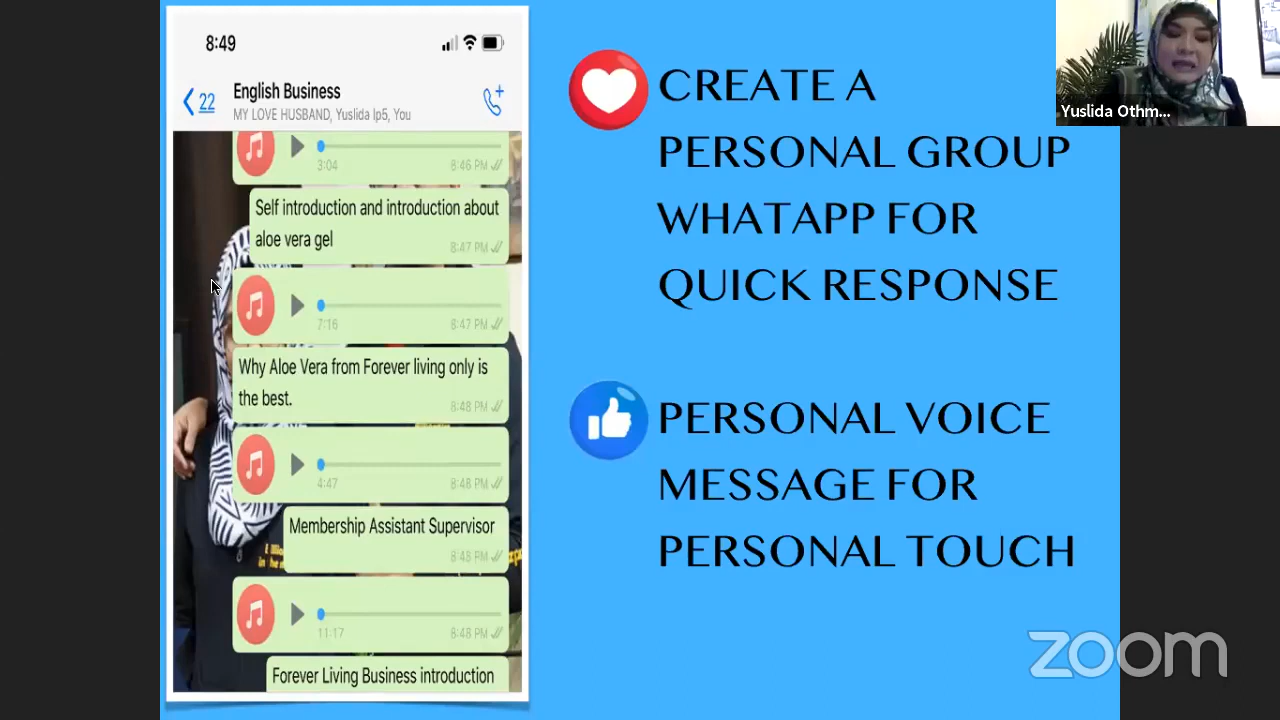 8:49
22
English Business
MY LOVE HUSBAND, Yuslida Ip5, You
3:04
8:46 PM
Self introduction and introduction about
aloe vera gel
8:47 PM
7:16
8:47 PM
Why Aloe Vera from Forever living only is
the best.
8:48 PM
4:47
8:48 PM
Membership Assistant Supervisor
8:48 PM
11:17
8:48 PM
Forever Living Business introduction
CREATE A
PERSONAL GROUP
WHATAPP FOR
QUICK RESPONSE
PERSONAL VOICE
MESSAGE FOR
PERSONAL TOUCH
Yuslida Othm...
zoom